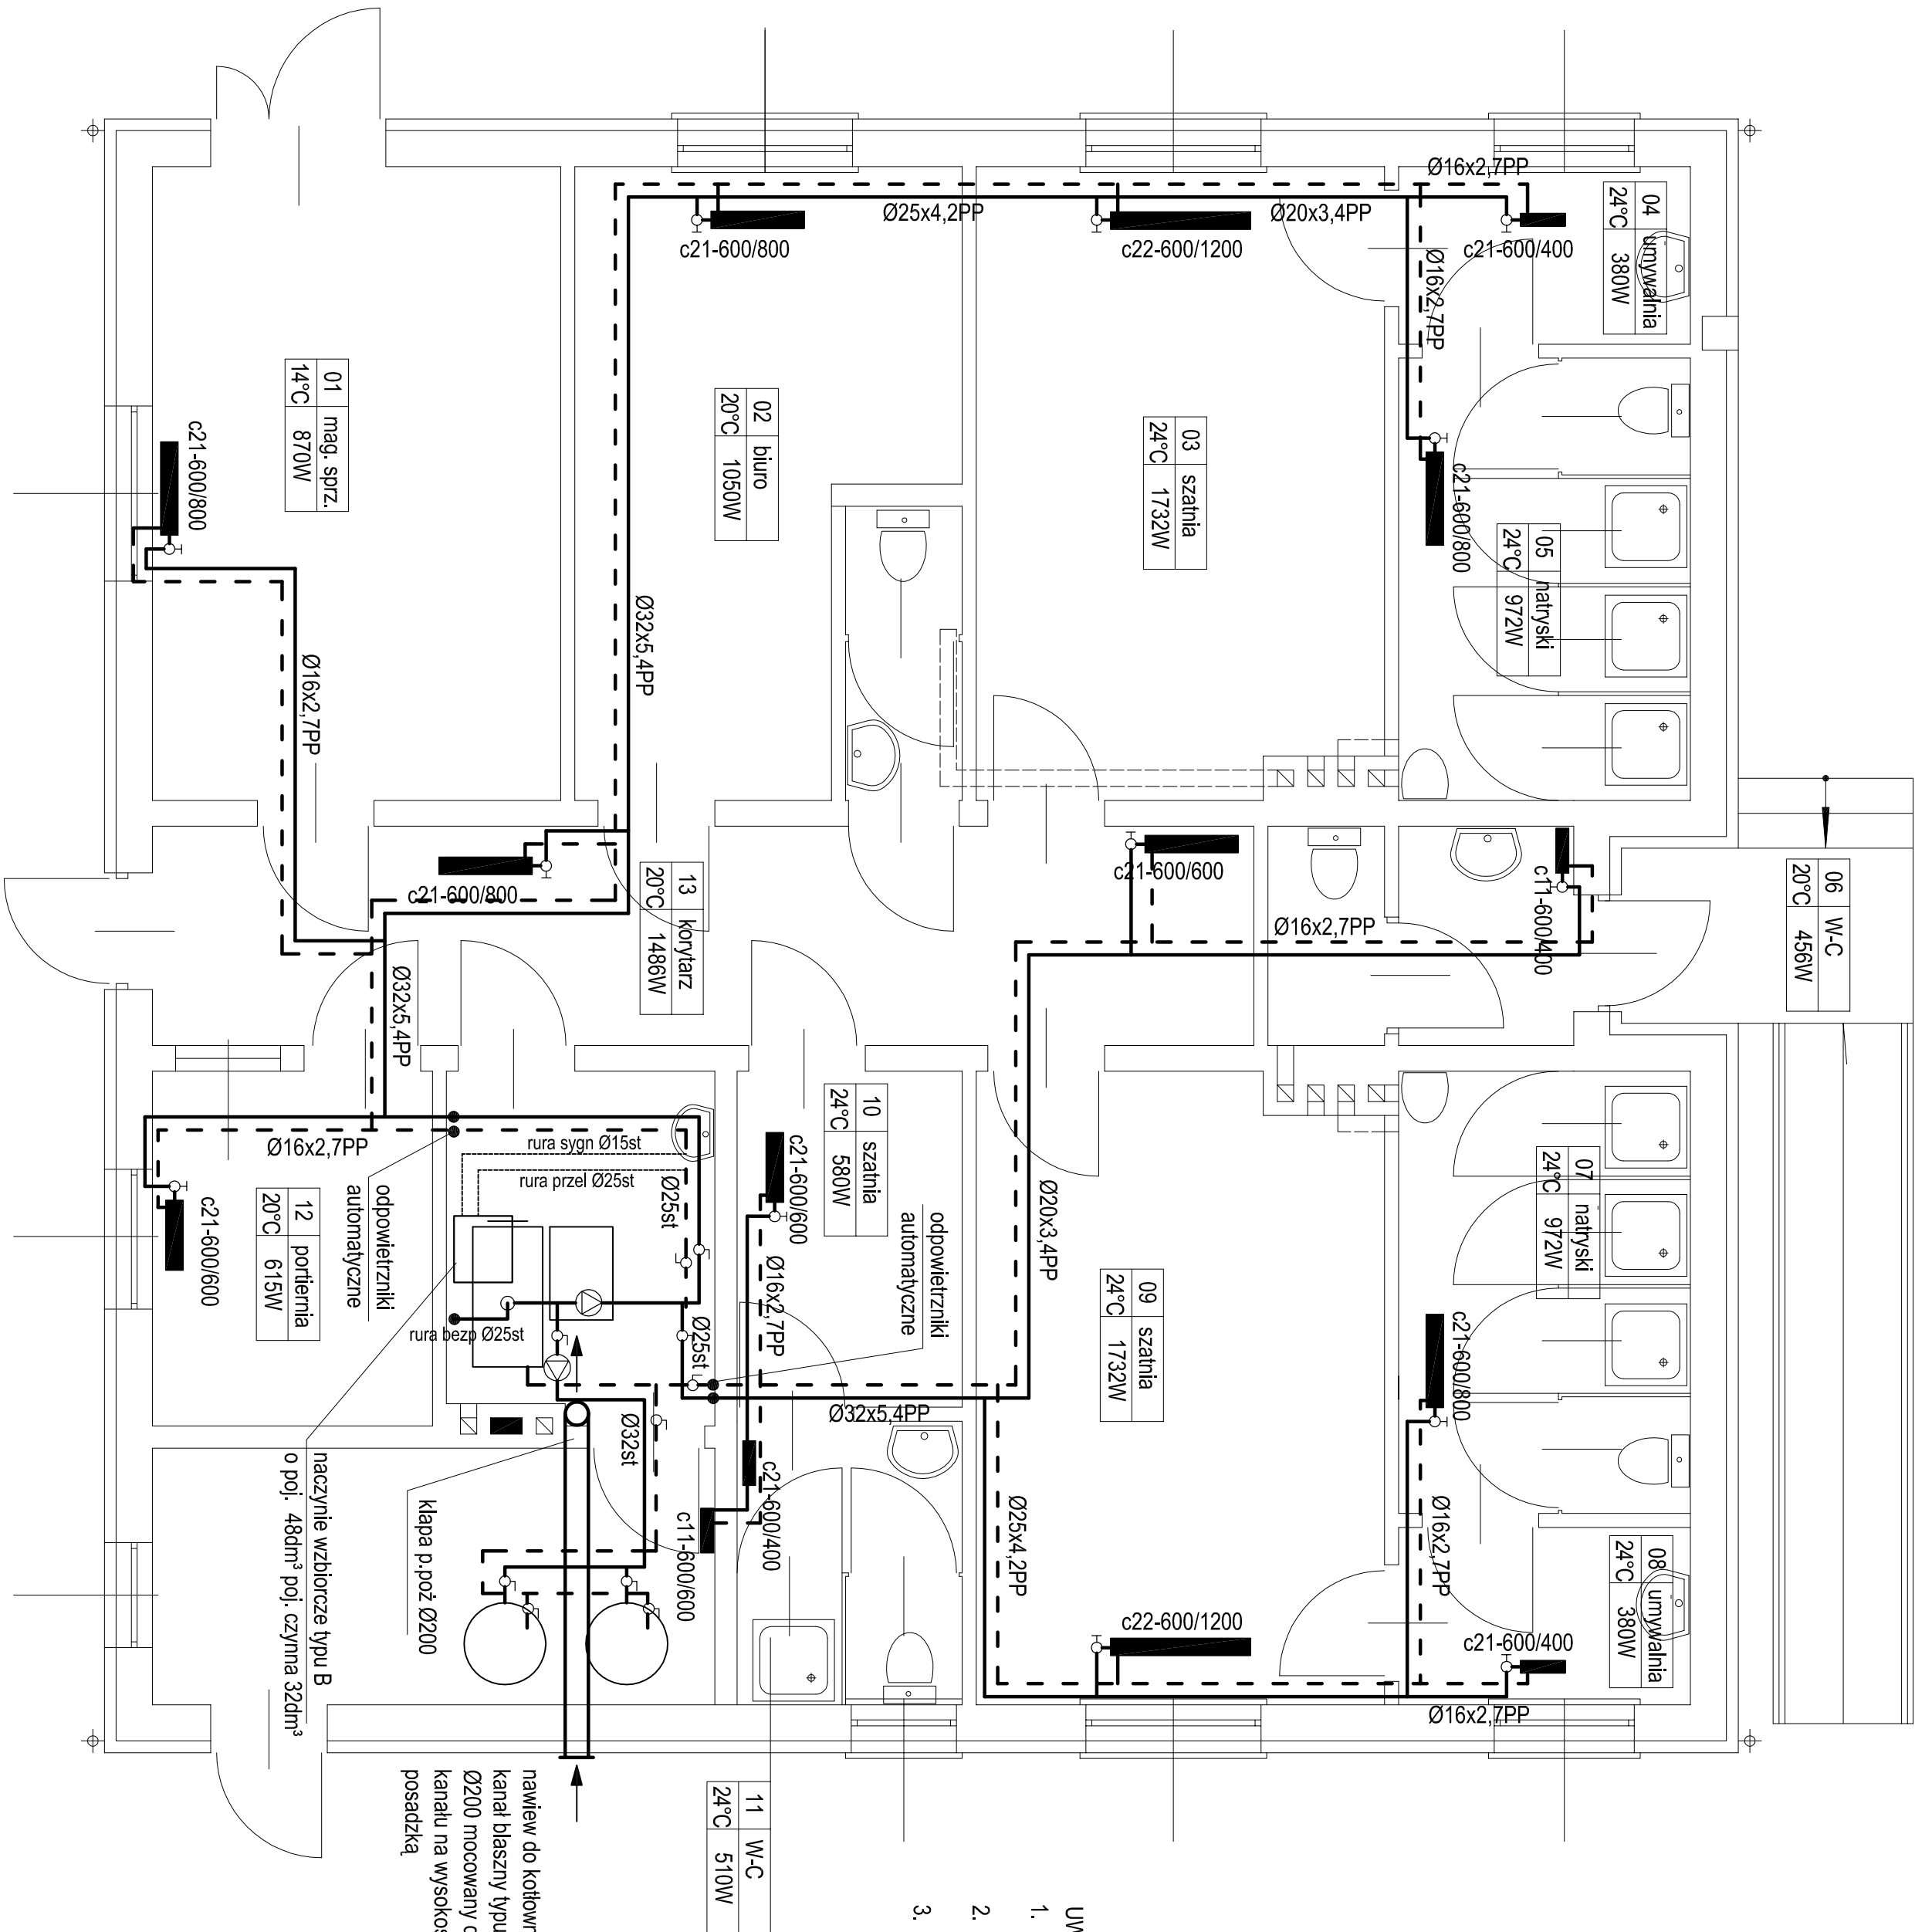 Ø16x2,7PP
04 umywalnia
24°C 380W
Ø25x4,2PP
Ø20x3,4PP
c21-600/800
c22-600/1200
c21-600/400
Ø16x2,7PP
01 mag. sprz.
14°C 870W
c21-600/800
02 biuro
20°C 1050W
03 szatnia
24°C 1732W
c21-600/800
05 natryski
24°C 972W
Ø32x5,4PP
Ø16x2,7PP
c21-600/800
13 korytarz
20°C 1486W
c21-600/600
c11-600/400
06 W-C
20°C 456W
Ø16x2,7PP
Ø32x5,4PP
Ø16x2,7PP
rura sygn Ø15st
rura przel Ø25st
Ø25st
10 szatnia
24°C 580W
c21-600/600
odpowietrzniki
automatyczne
Ø20x3,4PP
07 natryski
24°C 972W
c21-600/600
12 portiernia
20°C 615W
odpowietrzniki
automatyczne
rura bezp Ø25st
Ø25st
Ø16x2,7PP
09 szatnia
24°C 1732W
c21-600/800
Ø32x5,4PP
Ø32st
c21-600/400
c11-600/600
Ø25x4,2PP
Ø16x2,7PP
08 umywalnia
24°C 380W
naczynie wzbiorcze typu B
o poj. 48dm³ poj. czynna 32dm³
klapa p.poż Ø200
c22-600/1200
c21-600/400
Ø16x2,7PP
11 W-C
24°C 510W
nawiew do
kanał blaszny typu
Ø200 mocowany
kanału na
posadzką
1.
2.
3.